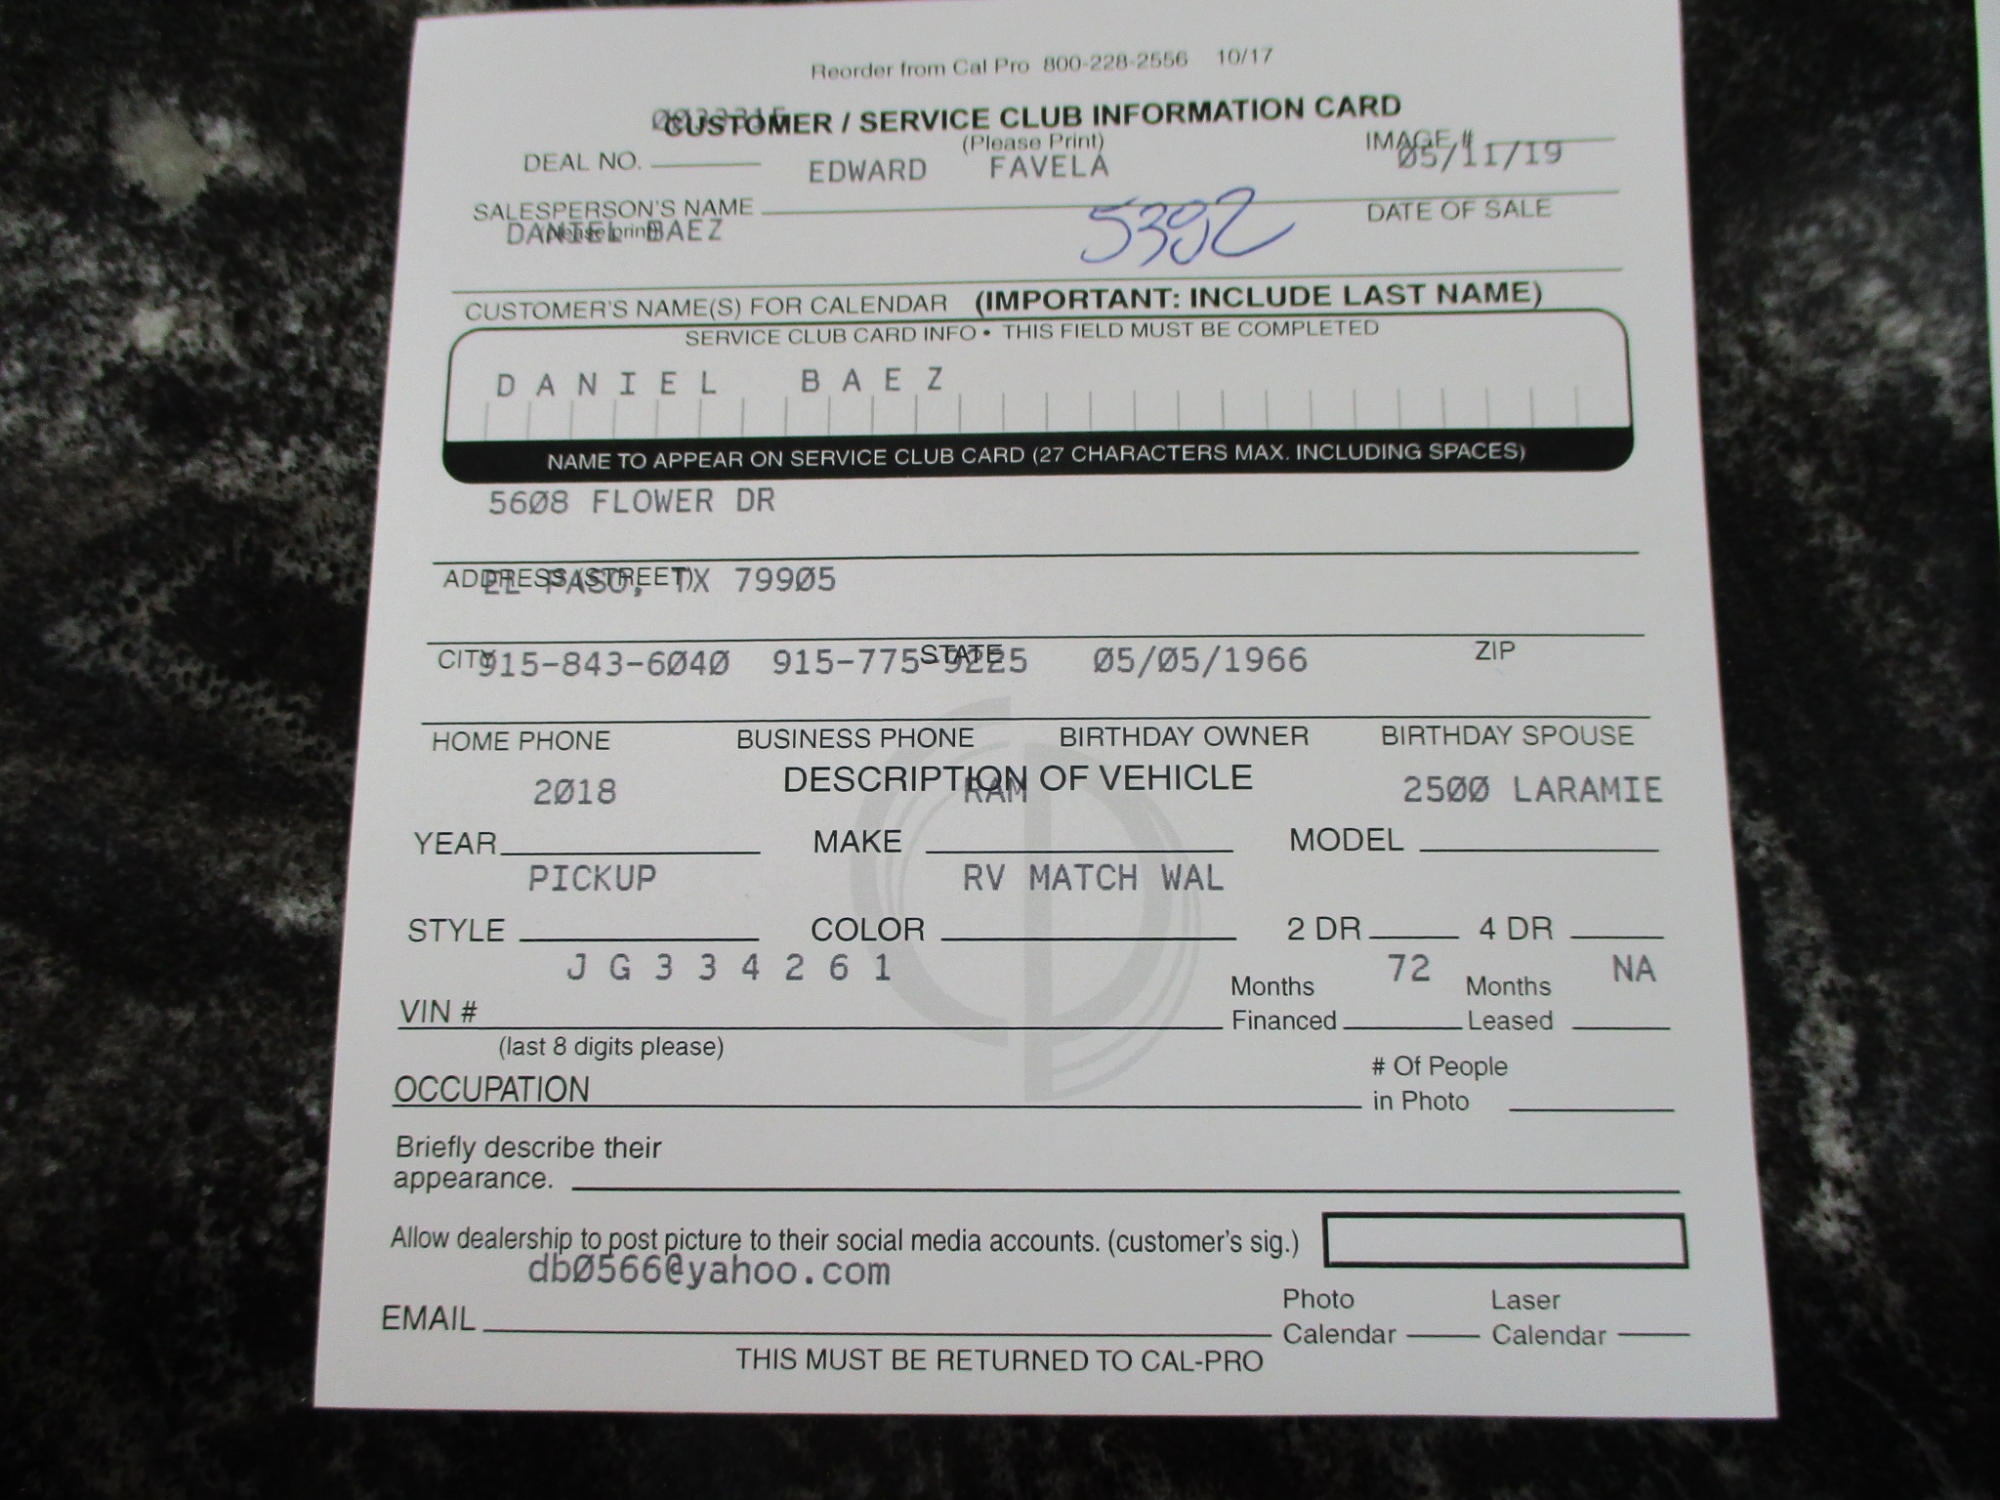 Reorder from Cal Pro 800-228-2556 10/17
CUSTOMER / SERVICE CLUB INFORMATION CARD
(Please Print)
DEAL NO.
IMAGE #
EDWARD FAVELA 05/11/19
SALESPERSON'S NAME DATE OF SALE
(please print)
DANIEL BAEZ
5392
CUSTOMER'S NAME(S) FOR CALENDAR (IMPORTANT: INCLUDE LAST NAME)
SERVICE CLUB CARD INFO • THIS FIELD MUST BE COMPLETED
DANIEL BAEZ
NAME TO APPEAR ON SERVICE CLUB CARD (27 CHARACTERS MAX. INCLUDING SPACES)
5608 FLOWER DR
ADDRESS (STREET)
EL PASO, TX 79905
CITY STATE ZIP
915-843-6040 915-775-9225 05/05/1966
HOME PHONE BUSINESS PHONE BIRTHDAY OWNER BIRTHDAY SPOUSE
DESCRIPTION OF VEHICLE
2018 RAM 2500 LARAMIE
YEAR MAKE MODEL
PICKUP RV MATCH WAL
STYLE COLOR 2 DR 4 DR
JG334261 72 NA
VIN # Months Financed Months Leased
(last 8 digits please)
OCCUPATION # Of People in Photo
Briefly describe their
appearance.
Allow dealership to post picture to their social media accounts. (customer's sig.)
db0566@yahoo.com
EMAIL Photo Calendar Laser Calendar
THIS MUST BE RETURNED TO CAL-PRO